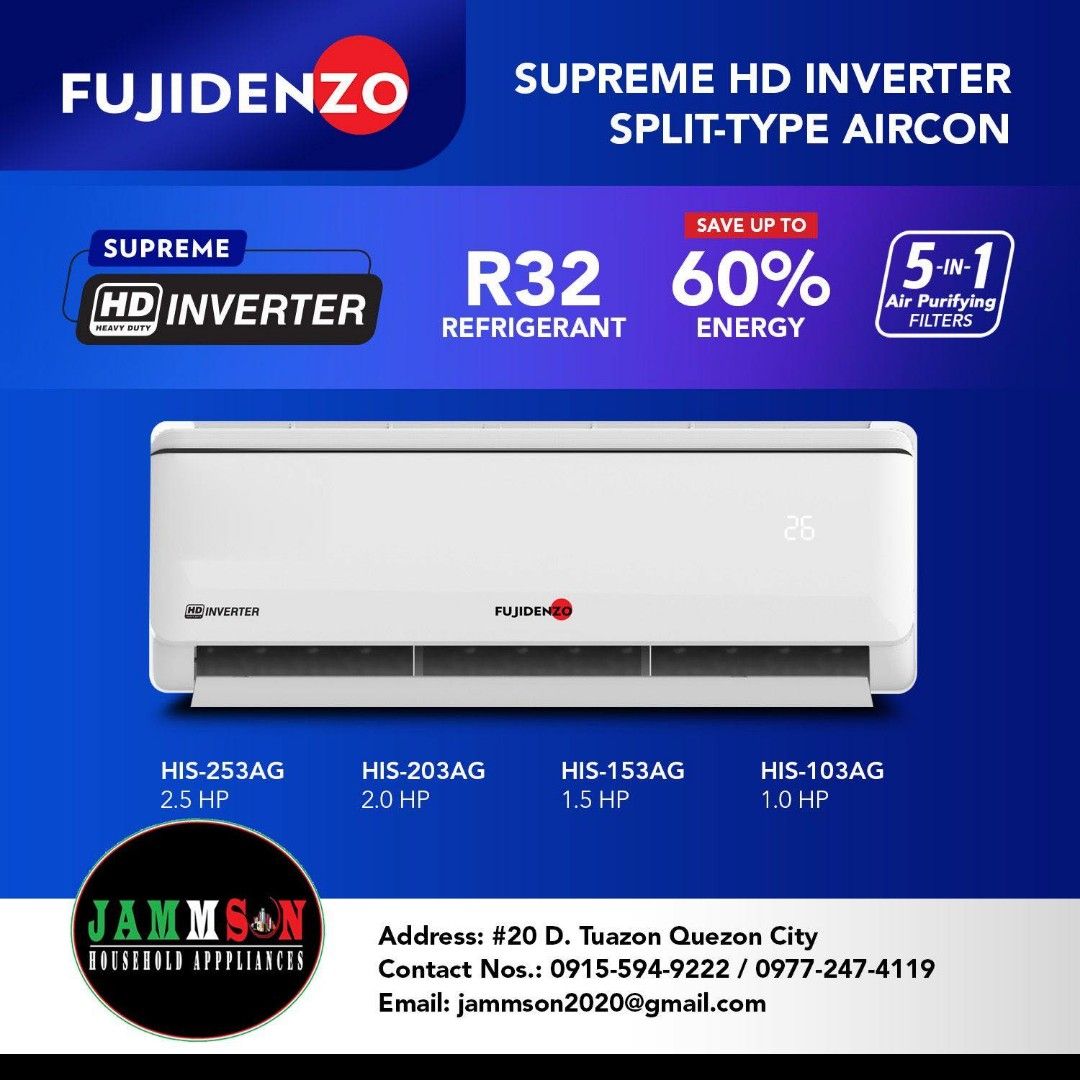 FUJIDENZO
SUPREME HD INVERTER
SPLIT-TYPE AIRCON
SUPREME
HD INVERTER
HEAVY DUTY
R32
REFRIGERANT
SAVE UP TO
60%
ENERGY
5-IN-1
Air Purifying
FILTERS
26
HD INVERTER
FUJIDENZO
HIS-253AG
2.5 HP
HIS-203AG
2.0 HP
HIS-153AG
1.5 HP
HIS-103AG
1.0 HP
JAMMSON
HOUSEHOLD APPPLIANCES
Address: #20 D. Tuazon Quezon City
Contact Nos.: 0915-594-9222 / 0977-247-4119
Email: jammson2020@gmail.com